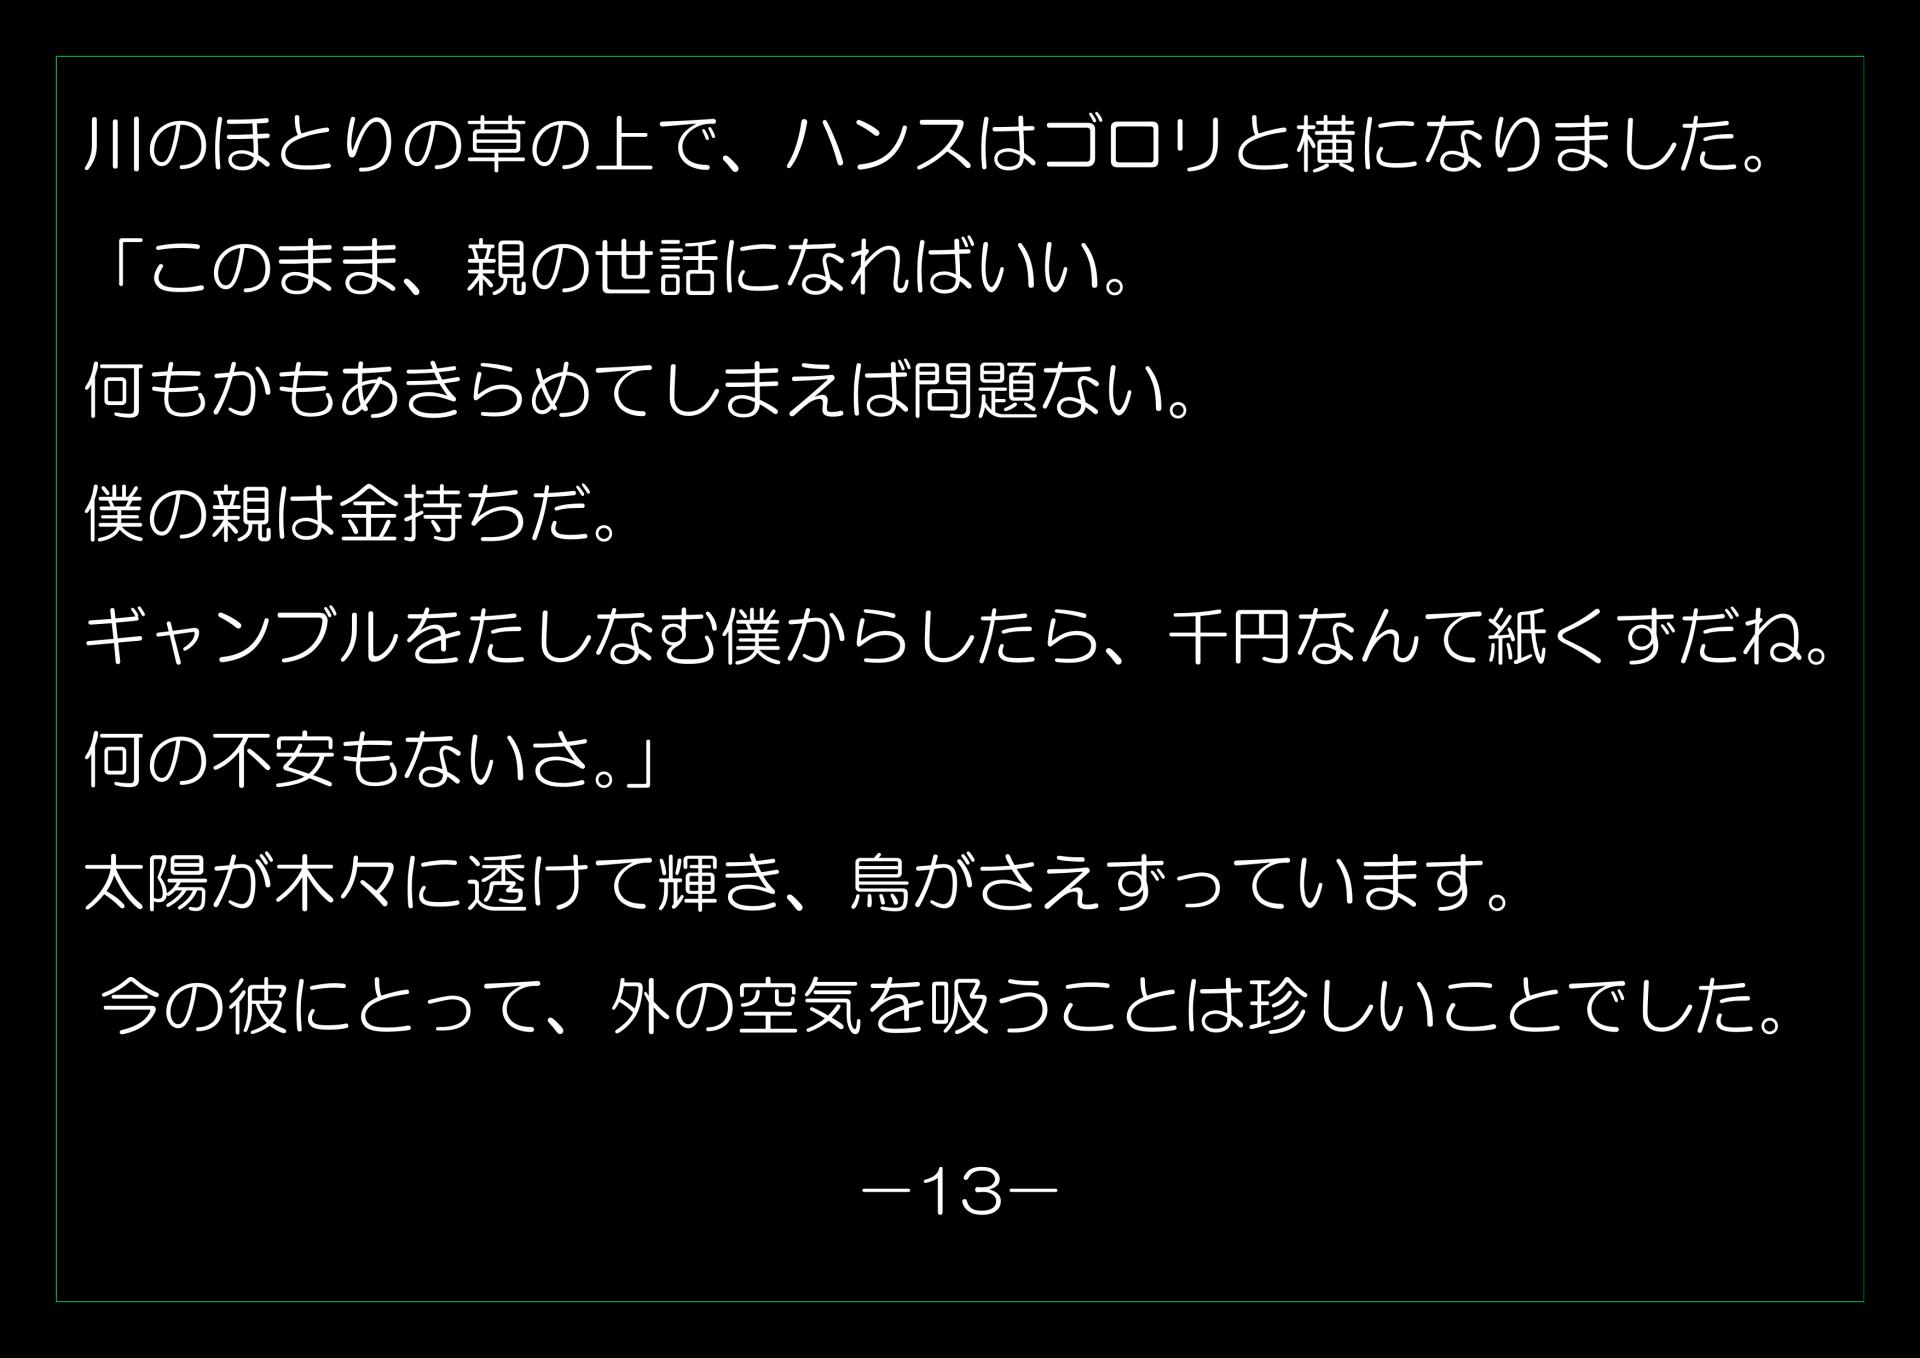 川のほとりの草の上で、ハンスはゴロリと横になりました。
「このまま、親の世話になればいい。
何もかもあきらめてしまえば問題ない。
僕の親は金持ちだ。
ギャンブルをたしなむ僕からしたら、千円なんて紙くずだね。
何の不安もないさ。」
太陽が木々に透けて輝き、鳥がさえずっています。
今の彼にとって、外の空気を吸うことは珍しいことでした。
－13－